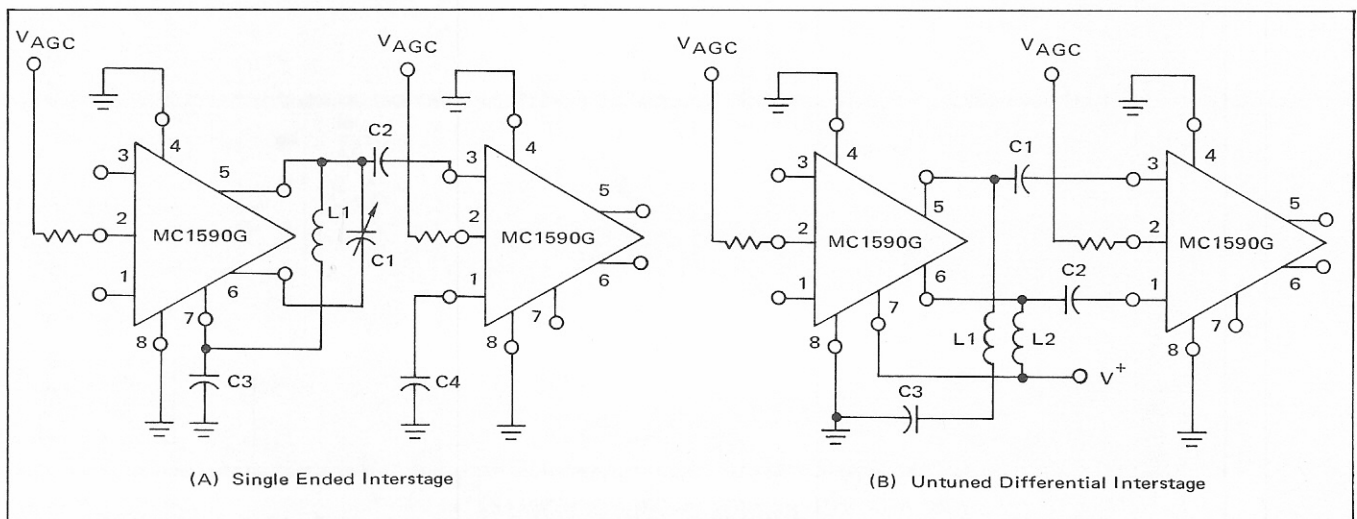 VAGC
VAGC
4
3
5
2
MC1590G
1
6
7
8
L1
C1
C2
C3
4
3
5
2
MC1590G
1
6
7
8
C4
(A) Single Ended Interstage
VAGC
VAGC
4
3
5
2
MC1590G
1
6
7
8
C1
C2
L1
L2
C3
V+
4
3
5
2
MC1590G
1
6
7
8
(B) Untuned Differential Interstage